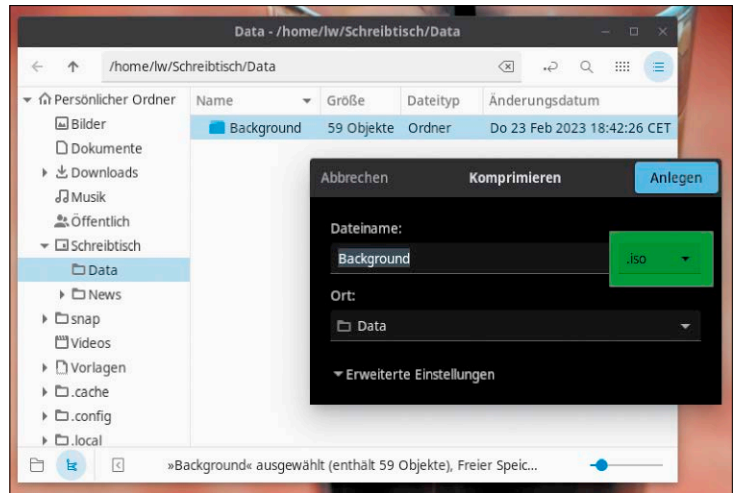 Data - /home/lw/Schreibtisch/Data
/home/lw/Schreibtisch/Data
Persönlicher Ordner
Bilder
Dokumente
Downloads
Musik
Öffentlich
Schreibtisch
Data
News
snap
Videos
Vorlagen
.cache
.config
.local
Name Größe Dateityp Änderungsdatum
Background 59 Objekte Ordner Do 23 Feb 2023 18:42:26 CET
Abbrechen Komprimieren Anlegen
Dateiname:
Background .iso
Ort:
Data
Erweiterte Einstellungen
»Background« ausgewählt (enthält 59 Objekte), Freier Speic...